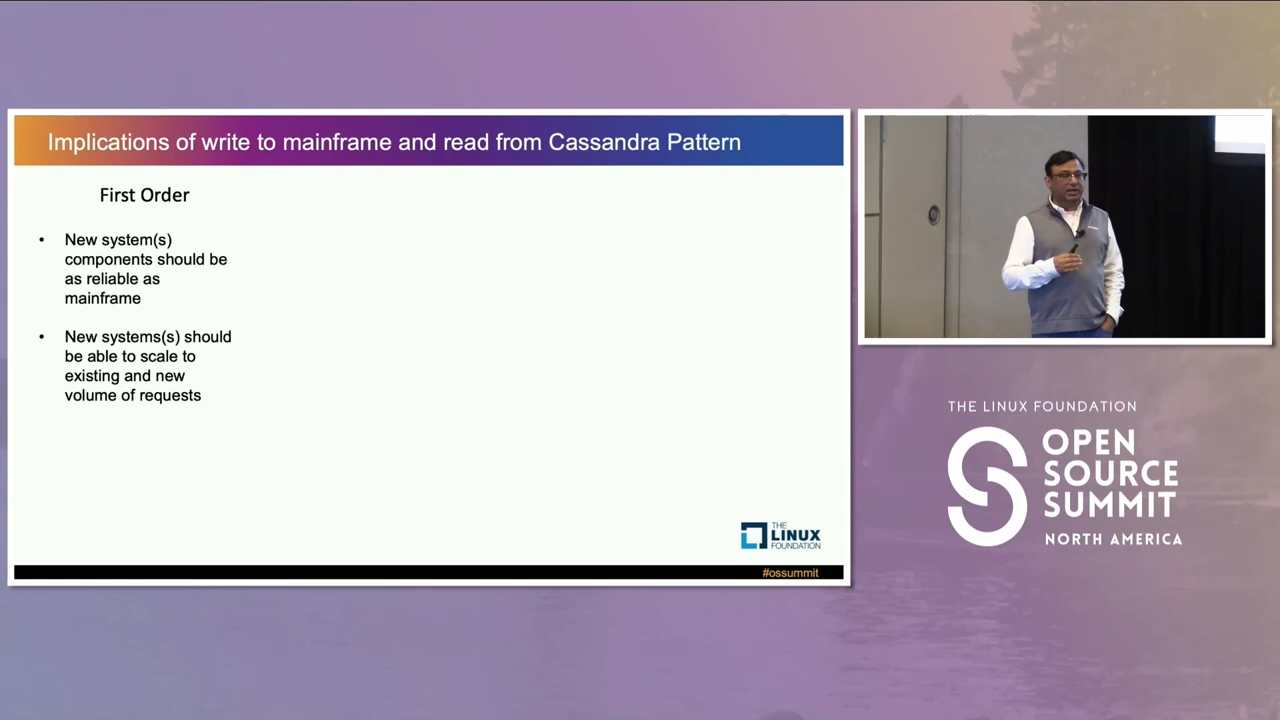 Implications of write to mainframe and read from Cassandra Pattern
First Order
• New system(s)
components should be
as reliable as
mainframe
• New systems(s) should
be able to scale to
existing and new
volume of requests
THE
LINUX
FOUNDATION
#ossummit
THE LINUX FOUNDATION
OPEN
SOURCE
SUMMIT
NORTH AMERICA